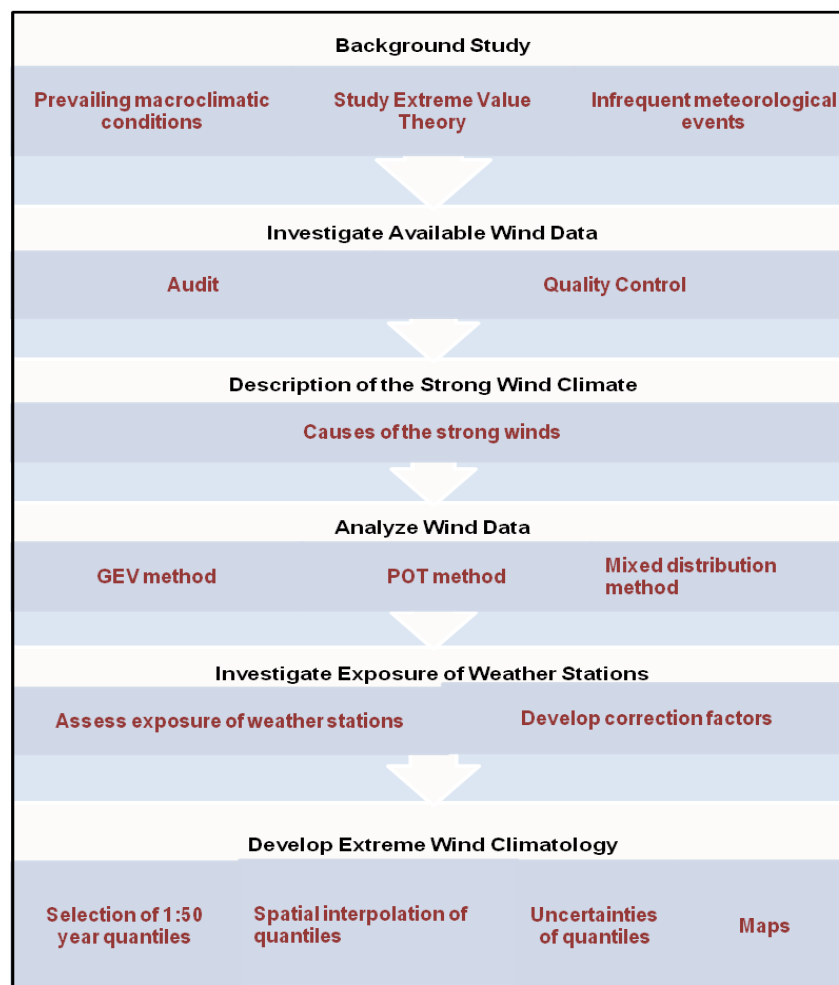 Background Study
Prevailing macroclimatic
conditions
Study Extreme Value
Theory
Infrequent meteorological
events
Investigate Available Wind Data
Audit
Quality Control
Description of the Strong Wind Climate
Causes of the strong winds
Analyze Wind Data
GEV method
POT method
Mixed distribution
method
Investigate Exposure of Weather Stations
Assess exposure of weather stations
Develop correction factors
Develop Extreme Wind Climatology
Selection of 1:50
year quantiles
Spatial interpolation of
quantiles
Uncertainties
of quantiles
Maps